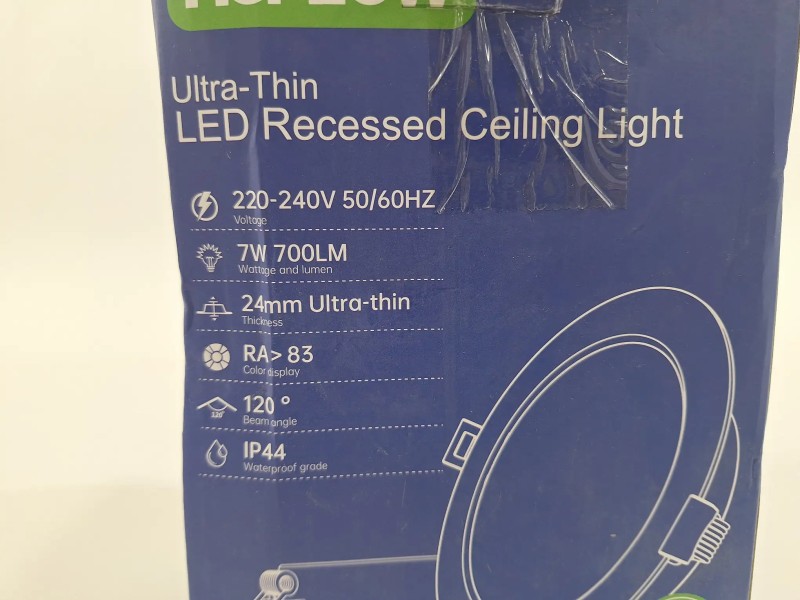 Ultra-Thin
LED Recessed Ceiling Light
220-240V 50/60HZ
Voltage
7W 700LM
Wattage and lumen
24mm Ultra-thin
Thickness
RA> 83
Color display
120 °
120°
Beam angle
IP44
Waterproof grade